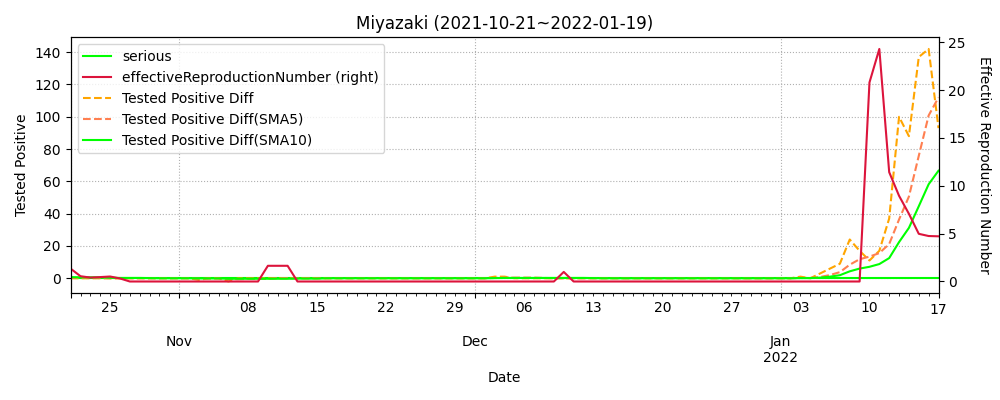 Miyazaki (2021-10-21~2022-01-19)
serious
effectiveReproductionNumber (right)
Tested Positive Diff
Tested Positive Diff(SMA5)
Tested Positive Diff(SMA10)
Tested Positive
140
120
100
80
60
40
20
0
Effective Reproduction Number
25
20
15
10
5
0
25 08 15 22 29 06 13 20 27 03 10 17
Nov Dec Jan
2022
Date